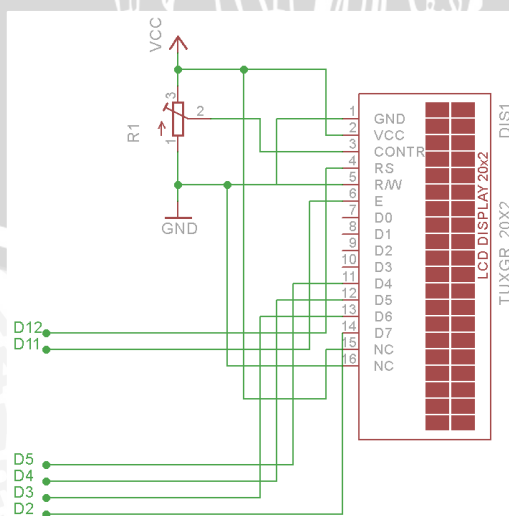 VCC
R1
3
2
1
GND
1 GND
2 VCC
3 CONTR
4 RS
5 R/W
6 E
7 D0
8 D1
9 D2
10 D3
11 D4
12 D5
13 D6
14 D7
15 NC
16 NC
LCD DISPLAY 20x2
DIS1
TUXGR_20X2
D12
D11
D5
D4
D3
D2